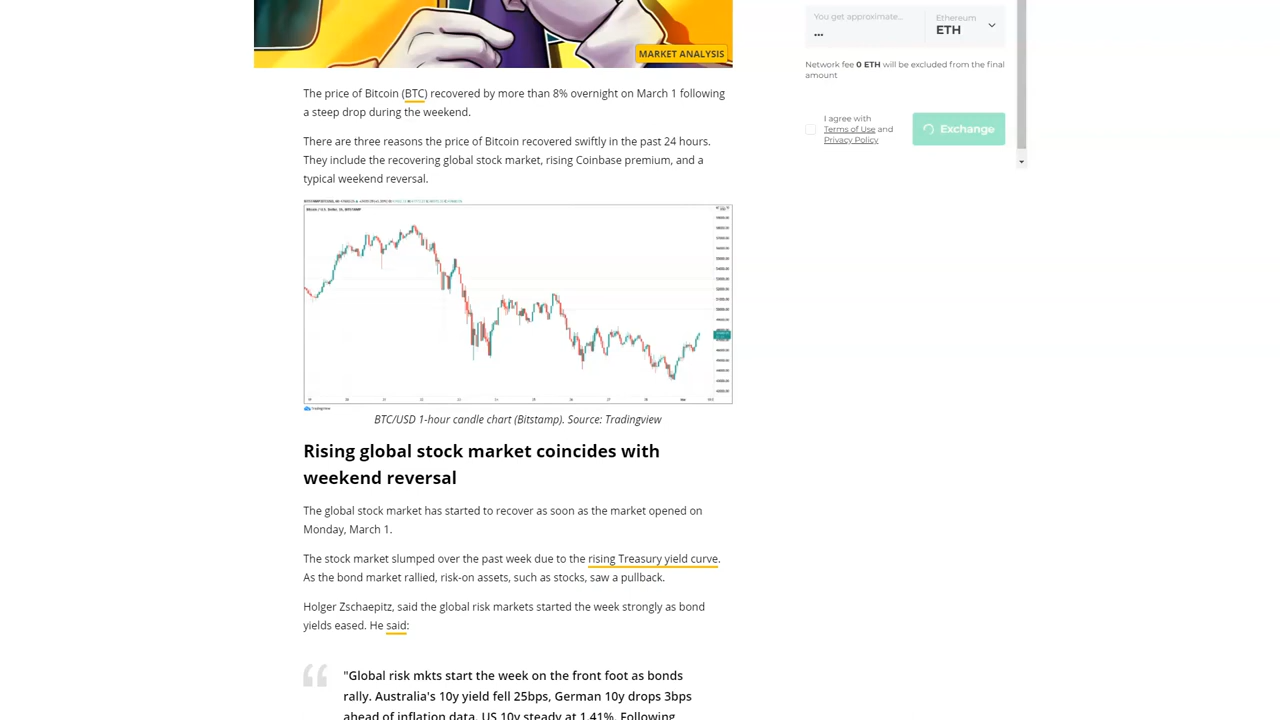 You get approximate...
Ethereum
...
ETH
MARKET ANALYSIS
Network fee 0 ETH will be excluded from the final
amount
The price of Bitcoin (BTC) recovered by more than 8% overnight on March 1 following
a steep drop during the weekend.
I agree with
Terms of Use and
Privacy Policy
Exchange
There are three reasons the price of Bitcoin recovered swiftly in the past 24 hours.
They include the recovering global stock market, rising Coinbase premium, and a
typical weekend reversal.
TradingView
BTC/USD 1-hour candle chart (Bitstamp). Source: Tradingview
Rising global stock market coincides with
weekend reversal
The global stock market has started to recover as soon as the market opened on
Monday, March 1.
The stock market slumped over the past week due to the rising Treasury yield curve.
As the bond market rallied, risk-on assets, such as stocks, saw a pullback.
Holger Zschaepitz, said the global risk markets started the week strongly as bond
yields eased. He said:
"Global risk mkts start the week on the front foot as bonds
rally. Australia's 10y yield fell 25bps, German 10y drops 3bps
ahead of inflation data. US 10y steady at 1.41%. Following